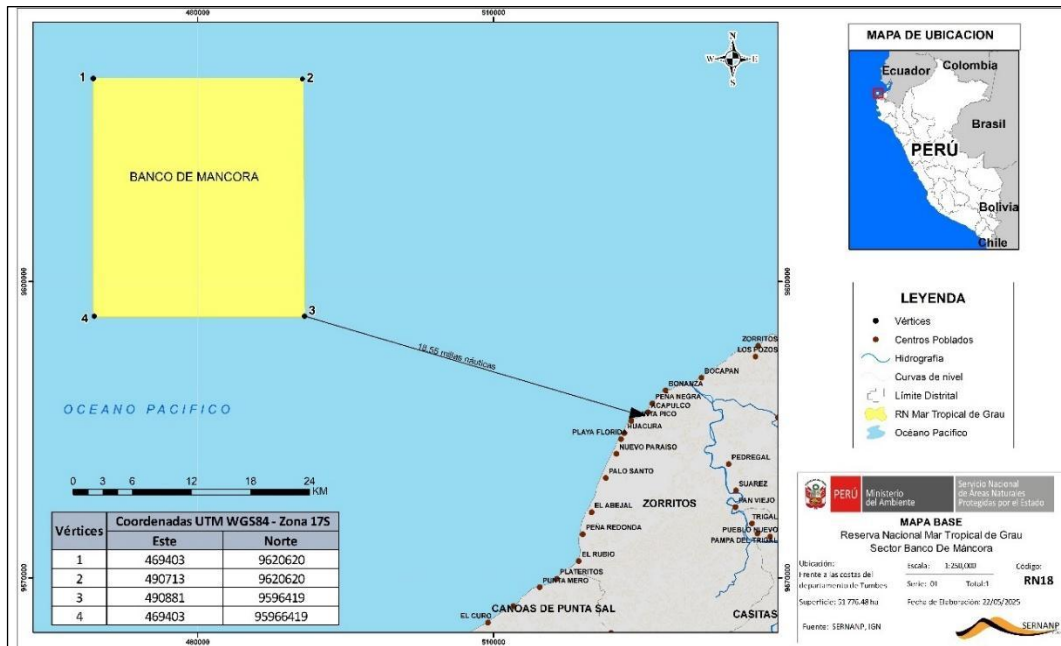 480000
510000
1
2
BANCO DE MANCORA
9600000
9600000
4
3
18.55 millas náuticas
OCEANO PACIFICO
ZORRITOS
LOS POZOS
BOCAPAN
BONANZA
PEÑA NEGRA
ACAPULCO
PUNTA PICO
HUACURA
PLAYA FLORIDA
NUEVO PARAISO
PEDREGAL
PALO SANTO
SUAREZ
PAN VIEJO
ZORRITOS
EL ABEJAL
TRIGAL
PEÑA REDONDA
PUEBLO NUEVO
PAMPA DEL TRIGAL
EL RUBIO
PLATERITOS
PUNTA MERO
CANOAS DE PUNTA SAL
CASITAS
EL CURO
0 3 6 12 18 24
KM
Vértices Coordenadas UTM WGS84 - Zona 17S
Este Norte
1 469403 9620620
2 490713 9620620
3 490881 9596419
4 469403 95966419
9570000
9570000
480000
510000
N
W E
S
MAPA DE UBICACION
Ecuador
Colombia
Brasil
PERÚ
Bolivia
Chile
LEYENDA
Vértices
Centros Poblados
Hidrografía
Curvas de nivel
Límite Distrital
RN Mar Tropical de Grau
Océano Pacífico
PERÚ
Ministerio
del Ambiente
Servicio Nacional
de Áreas Naturales
Protegidas por el Estado
MAPA BASE
Reserva Nacional Mar Tropical de Grau
Sector Banco De Máncora
Ubicación:
Frente a las costas del
departamento de Tumbes
Escala: 1:250,000
Código:
RN18
Serie: 01 Total:1
Superficie: 51 776.48 ha
Fecha de Elaboración: 22/05/2025
Fuente: SERNANP, IGN
SERNANP